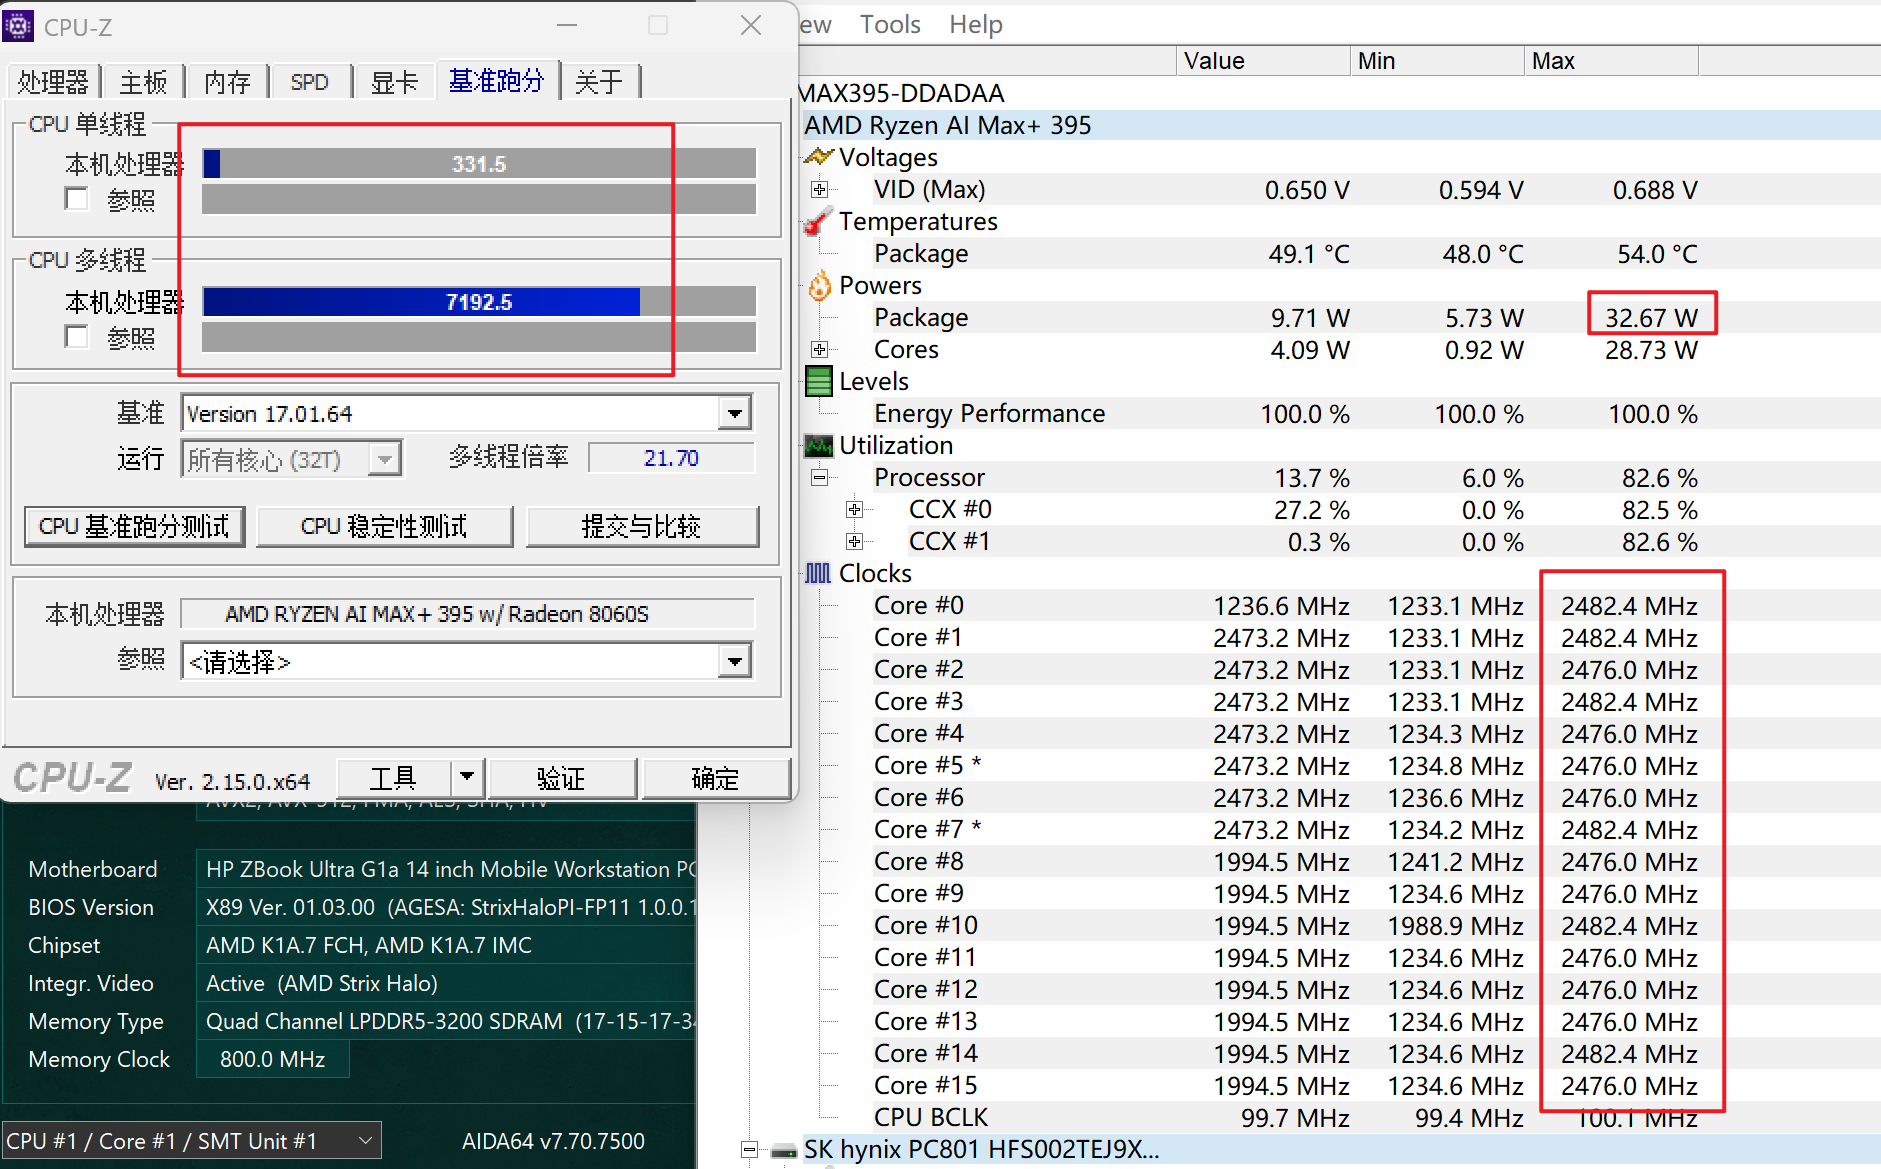 CPU-Z
处理器 主板 内存 SPD 显卡 基准跑分 关于
CPU 单线程
本机处理器 331.5
参照
CPU 多线程
本机处理器 7192.5
参照
基准 Version 17.01.64
运行 所有核心 (32T) 多线程倍率 21.70
CPU 基准跑分测试 CPU 稳定性测试 提交与比较
本机处理器 AMD RYZEN AI MAX+ 395 w/ Radeon 8060S
参照 <请选择>
CPU-Z Ver. 2.15.0.x64 工具 验证 确定
Motherboard HP ZBook Ultra G1a 14 inch Mobile Workstation PC
BIOS Version X89 Ver. 01.03.00 (AGESA: StrixHaloPI-FP11 1.0.0.1
Chipset AMD K1A.7 FCH, AMD K1A.7 IMC
Integr. Video Active (AMD Strix Halo)
Memory Type Quad Channel LPDDR5-3200 SDRAM (17-15-17-34
Memory Clock 800.0 MHz
CPU #1 / Core #1 / SMT Unit #1 AIDA64 v7.70.7500
ew Tools Help
Value Min Max
MAX395-DDADAA
AMD Ryzen AI Max+ 395
Voltages
VID (Max) 0.650 V 0.594 V 0.688 V
Temperatures
Package 49.1 °C 48.0 °C 54.0 °C
Powers
Package 9.71 W 5.73 W 32.67 W
Cores 4.09 W 0.92 W 28.73 W
Levels
Energy Performance 100.0 % 100.0 % 100.0 %
Utilization
Processor 13.7 % 6.0 % 82.6 %
CCX #0 27.2 % 0.0 % 82.5 %
CCX #1 0.3 % 0.0 % 82.6 %
Clocks
Core #0 1236.6 MHz 1233.1 MHz 2482.4 MHz
Core #1 2473.2 MHz 1233.1 MHz 2482.4 MHz
Core #2 2473.2 MHz 1233.1 MHz 2476.0 MHz
Core #3 2473.2 MHz 1233.1 MHz 2482.4 MHz
Core #4 2473.2 MHz 1234.3 MHz 2476.0 MHz
Core #5 * 2473.2 MHz 1234.8 MHz 2476.0 MHz
Core #6 2473.2 MHz 1236.6 MHz 2476.0 MHz
Core #7 * 2473.2 MHz 1234.2 MHz 2482.4 MHz
Core #8 1994.5 MHz 1241.2 MHz 2476.0 MHz
Core #9 1994.5 MHz 1234.6 MHz 2476.0 MHz
Core #10 1994.5 MHz 1988.9 MHz 2482.4 MHz
Core #11 1994.5 MHz 1234.6 MHz 2476.0 MHz
Core #12 1994.5 MHz 1234.6 MHz 2476.0 MHz
Core #13 1994.5 MHz 1234.6 MHz 2476.0 MHz
Core #14 1994.5 MHz 1234.6 MHz 2482.4 MHz
Core #15 1994.5 MHz 1234.6 MHz 2476.0 MHz
CPU BCLK 99.7 MHz 99.4 MHz 100.1 MHz
SK hynix PC801 HFS002TEJ9X...